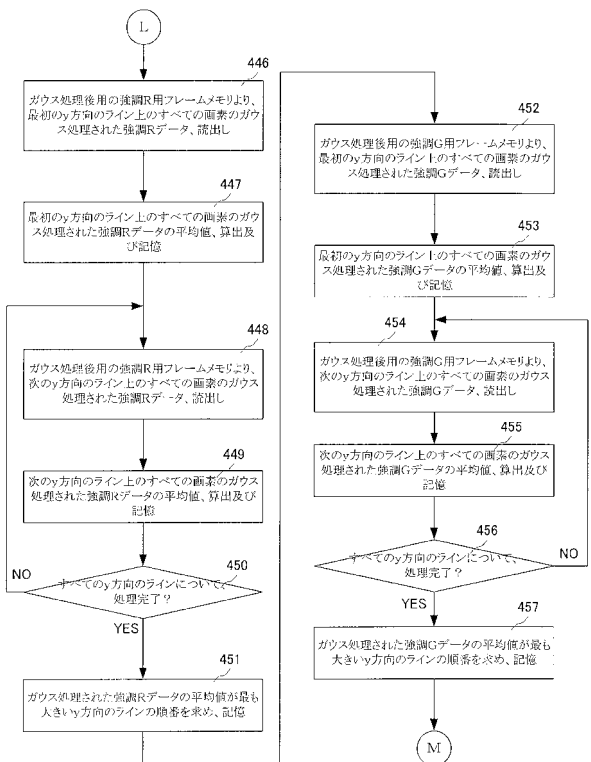 L
446
ガウス処理後用の強調R用フレームメモリより、
最初のy方向のライン上のすべての画素のガウ
ス処理された強調Rデータ、読出し
447
最初のy方向のライン上のすべての画素のガウ
ス処理された強調Rデータの平均値、算出及
び記憶
448
ガウス処理後用の強調R用フレームメモリより、
次のy方向のライン上のすべての画素のガウス
処理された強調Rデータ、読出し
449
次のy方向のライン上のすべての画素のガウス
処理された強調Rデータの平均値、算出及び
記憶
450
すべてのy方向のラインについて、
処理完了？
NO
YES
451
ガウス処理された強調Rデータの平均値が最も
大きいy方向のラインの順番を求め、記憶
452
ガウス処理後用の強調G用フレームメモリより、
最初のy方向のライン上のすべての画素のガウ
ス処理された強調Gデータ、読出し
453
最初のy方向のライン上のすべての画素のガウ
ス処理された強調Gデータの平均値、算出及
び記憶
454
ガウス処理後用の強調G用フレームメモリより、
次のy方向のライン上のすべての画素のガウス
処理された強調Gデータ、読出し
455
次のy方向のライン上のすべての画素のガウス
処理された強調Gデータの平均値、算出及び
記憶
456
すべてのy方向のラインについて、
処理完了？
NO
YES
457
ガウス処理された強調Gデータの平均値が最も
大きいy方向のラインの順番を求め、記憶
M